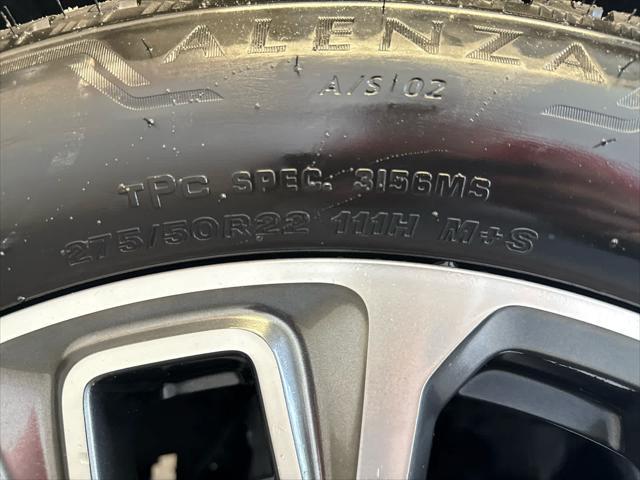 ALENZA
A/S 02
TPC SPEC. 3156MS
275/50R22 111H M+S